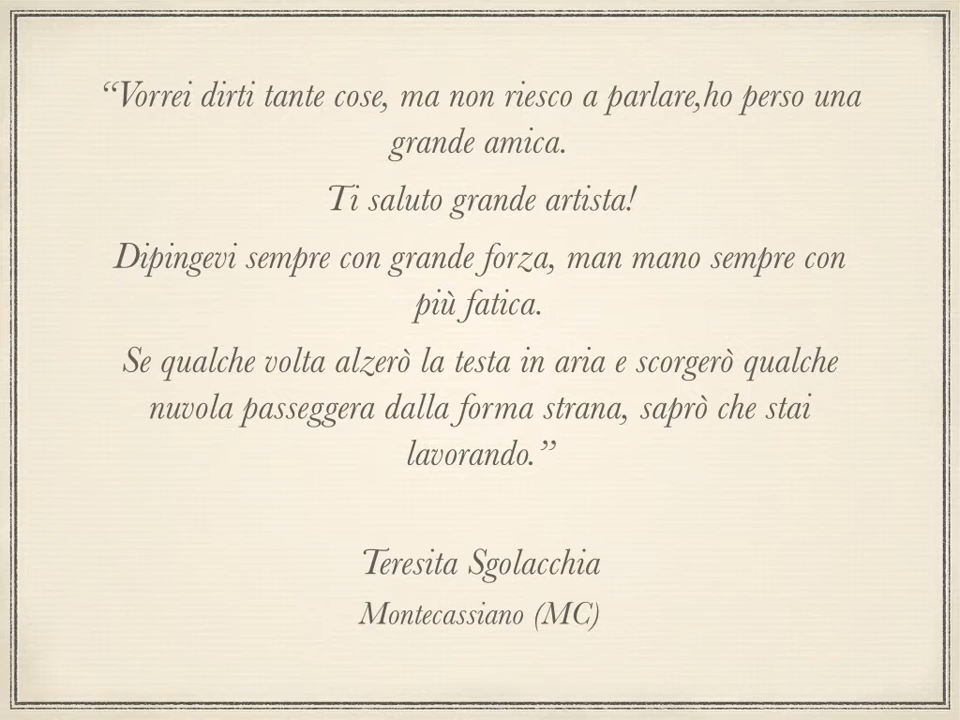 “Vorrei dirti tante cose, ma non riesco a parlare,ho perso una
grande amica.
Ti saluto grande artista!
Dipingevi sempre con grande forza, man mano sempre con
più fatica.
Se qualche volta alzerò la testa in aria e scorgerò qualche
nuvola passeggera dalla forma strana, saprò che stai
lavorando.”
Teresita Sgolacchia
Montecassiano (MC)